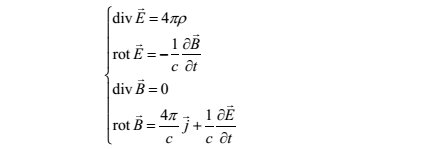 div E⃗ = 4πρ
rot E⃗ = −(1/c) ∂B⃗/∂t
div B⃗ = 0
rot B⃗ = (4π/c) j⃗ + (1/c) ∂E⃗/∂t